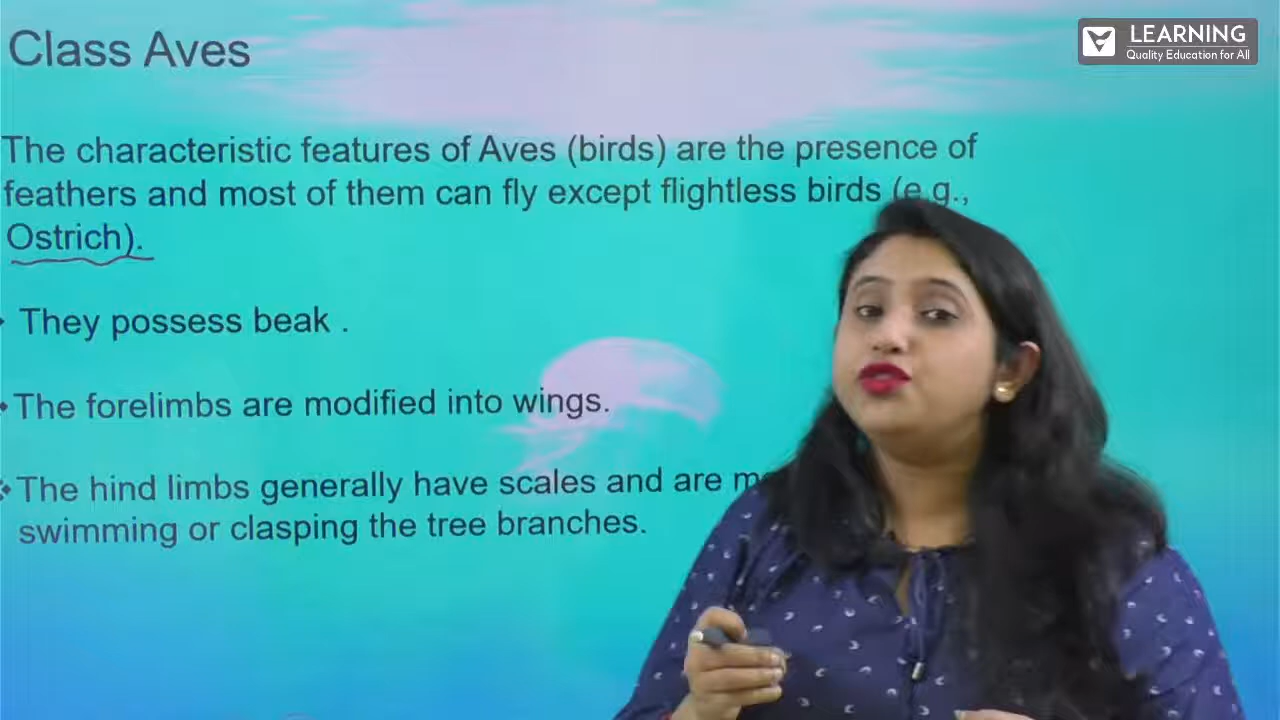 Class Aves
LEARNING
Quality Education for All
The characteristic features of Aves (birds) are the presence of
feathers and most of them can fly except flightless birds (e.g.,
Ostrich).
They possess beak .
The forelimbs are modified into wings.
The hind limbs generally have scales and are
swimming or clasping the tree branches.